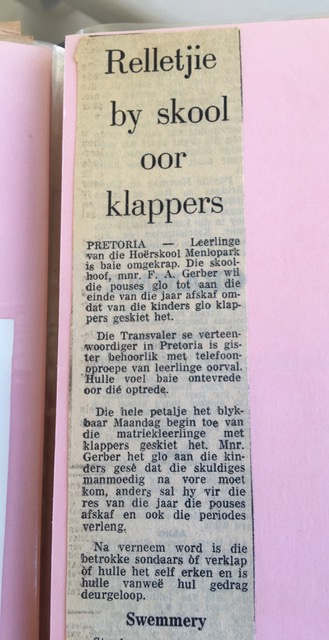 Relletjie
by skool
oor
klappers
PRETORIA — Leerlinge
van die Hoërskool Menlopark
is baie omgekrap. Die skool-
hoof, mnr. F. A. Gerber wil
die pouses glo tot aan die
einde van die jaar afskaf om-
dat van die kinders glo klap-
pers geskiet het.
Die Transvaler se verteen-
woordiger in Pretoria is gis-
ter behoorlik met telefoon-
oproepe van leerlinge oorval.
Hulle voel baie ontevrede
oor dié optrede.
Die hele petalje het blyk-
baar Maandag begin toe van
die matriekleerlinge met
klappers geskiet het. Mnr.
Gerber het glo aan die kin-
ders gesê dat die skuldiges
manmoedig na vore moet
kom, anders sal hy vir die
res van die jaar die pouses
afskaf en ook die periodes
verleng.
Na verneem word is die
betrokke sondaars òf verklap
òf hulle het self erken en is
hulle vanweë hul gedrag
deurgeloop.
Swemmery